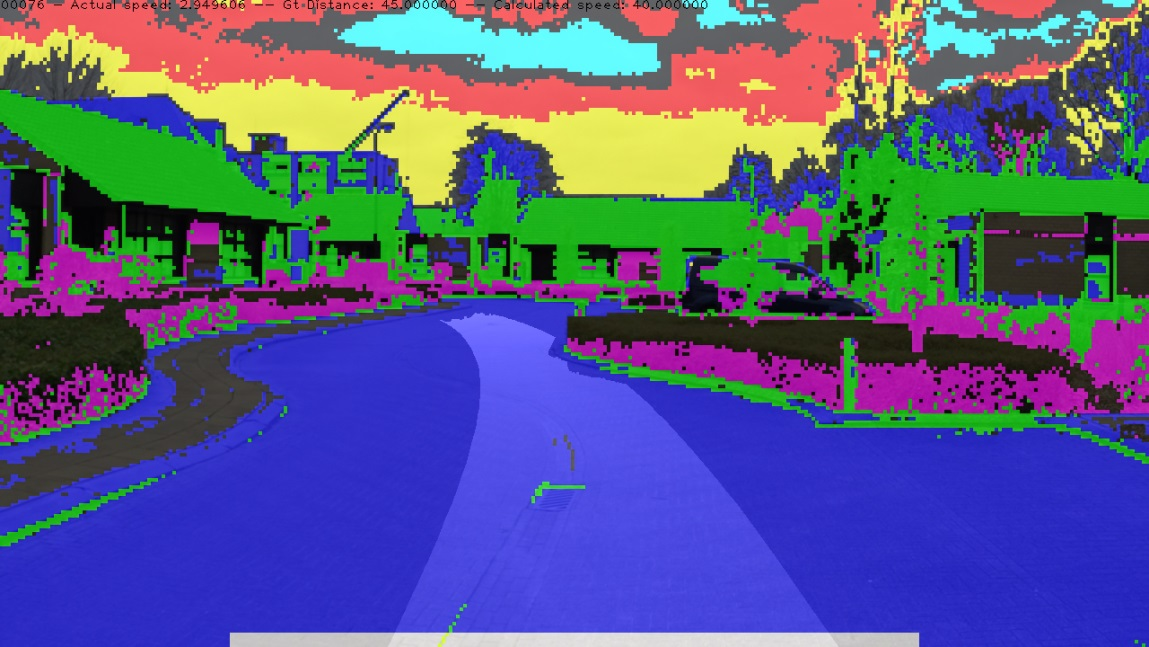 00076 — Actual speed: 2.949606 —— Gt Distance: 45.000000 —— Calculated speed: 40.000000